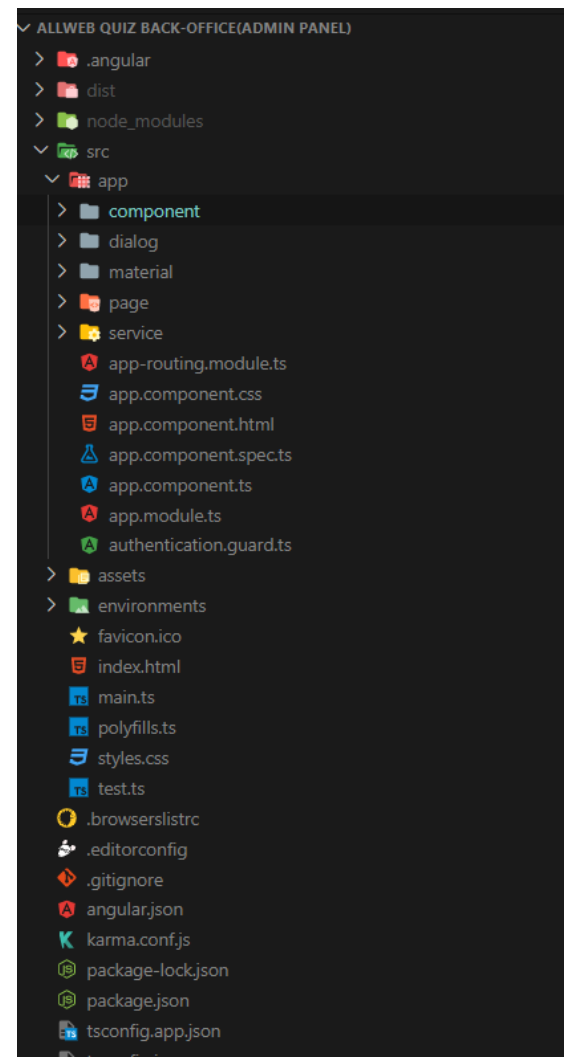 ALLWEB QUIZ BACK-OFFICE(ADMIN PANEL)
.angular
dist
node_modules
src
app
component
dialog
material
page
service
app-routing.module.ts
app.component.css
app.component.html
app.component.spec.ts
app.component.ts
app.module.ts
authentication.guard.ts
assets
environments
favicon.ico
index.html
main.ts
polyfills.ts
styles.css
test.ts
.browserslistrc
.editorconfig
.gitignore
angular.json
karma.conf.js
package-lock.json
package.json
tsconfig.app.json